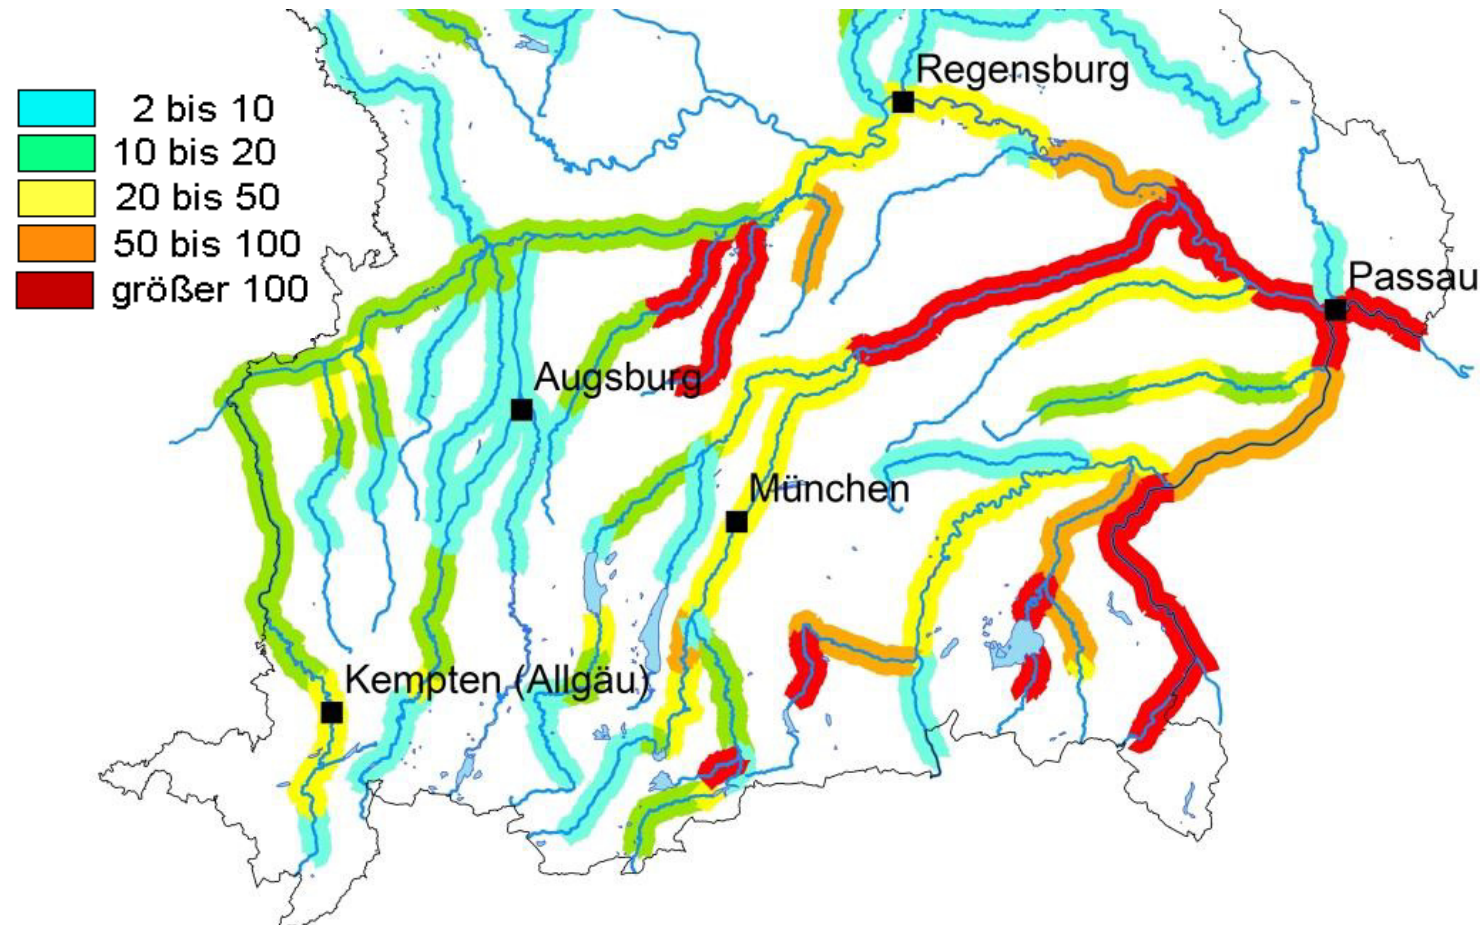 Regensburg
2 bis 10
10 bis 20
20 bis 50
50 bis 100
größer 100
Passau
Augsburg
München
Kempten (Allgäu)